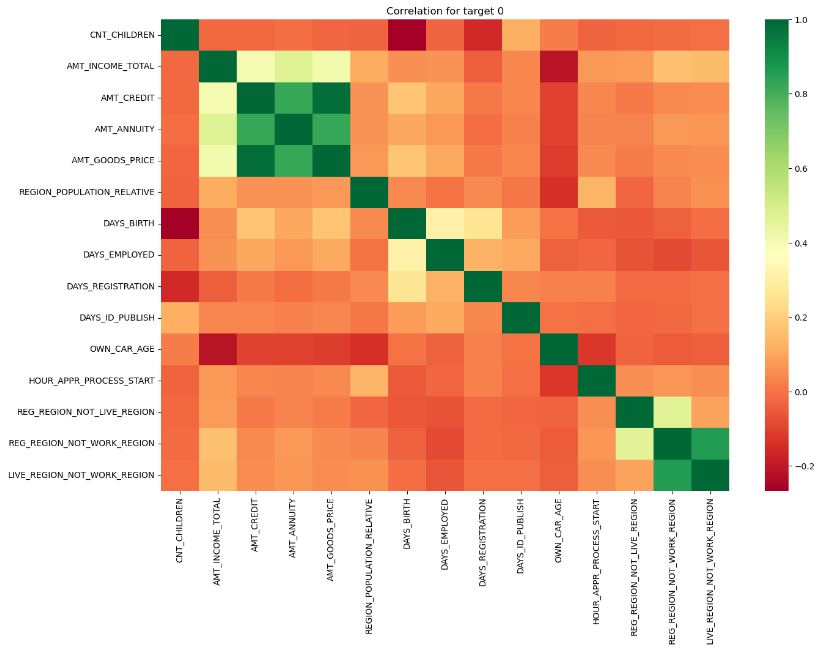 Correlation for target 0
CNT_CHILDREN
AMT_INCOME_TOTAL
AMT_CREDIT
AMT_ANNUITY
AMT_GOODS_PRICE
REGION_POPULATION_RELATIVE
DAYS_BIRTH
DAYS_EMPLOYED
DAYS_REGISTRATION
DAYS_ID_PUBLISH
OWN_CAR_AGE
HOUR_APPR_PROCESS_START
REG_REGION_NOT_LIVE_REGION
REG_REGION_NOT_WORK_REGION
LIVE_REGION_NOT_WORK_REGION
CNT_CHILDREN
AMT_INCOME_TOTAL
AMT_CREDIT
AMT_ANNUITY
AMT_GOODS_PRICE
REGION_POPULATION_RELATIVE
DAYS_BIRTH
DAYS_EMPLOYED
DAYS_REGISTRATION
DAYS_ID_PUBLISH
OWN_CAR_AGE
HOUR_APPR_PROCESS_START
REG_REGION_NOT_LIVE_REGION
REG_REGION_NOT_WORK_REGION
LIVE_REGION_NOT_WORK_REGION
1.0
0.8
0.6
0.4
0.2
0.0
−0.2